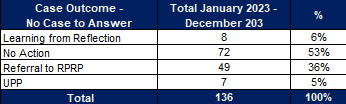 Case Outcome - No Case to Answer | Total January 2023 - December 203 | %
Learning from Reflection | 8 | 6%
No Action | 72 | 53%
Referral to RPRP | 49 | 36%
UPP | 7 | 5%
Total | 136 | 100%